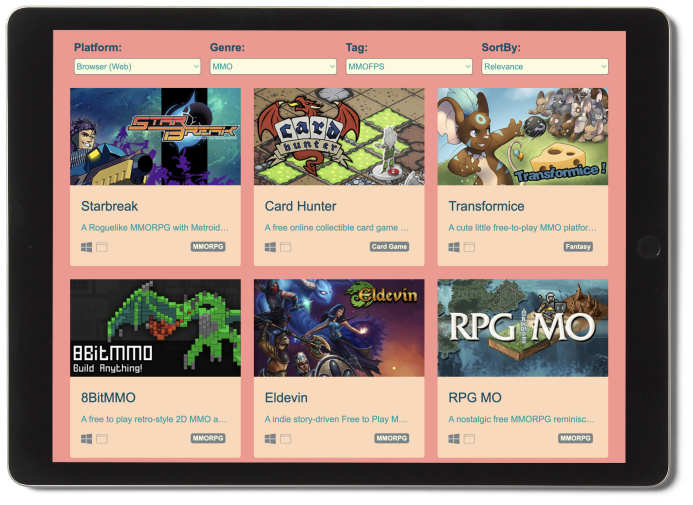 Platform: Genre: Tag: SortBy:
Browser (Web) MMO MMOFPS Relevance
STAR BREAK
card hunter
Transformice !
Starbreak
A Roguelike MMORPG with Metroid...
MMORPG
Card Hunter
A free online collectible card game ...
Card Game
Transformice
A cute little free-to-play MMO platfor...
Fantasy
8BitMMO
Build Anything!
Eldevin
RPG MO
8BitMMO
A free to play retro-style 2D MMO a...
MMORPG
Eldevin
A indie story-driven Free to Play M...
MMORPG
RPG MO
A nostalgic free MMORPG reminisc...
MMORPG